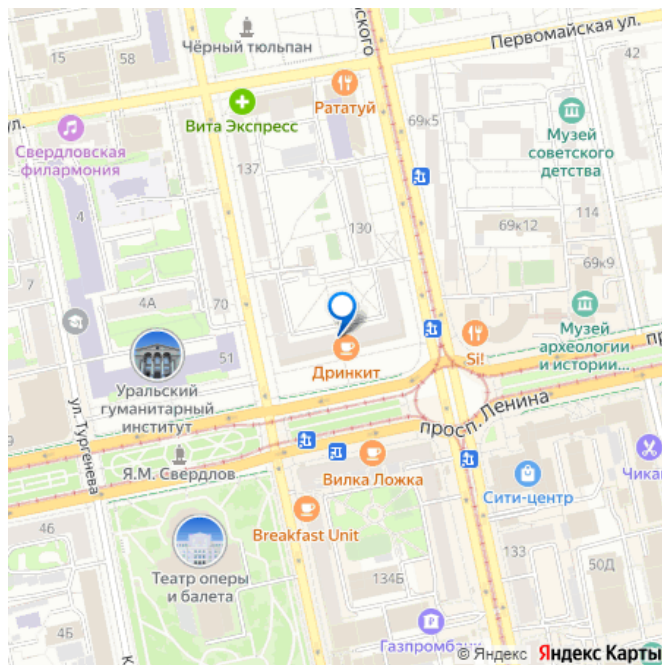 Чёрный тюльпан
ского
Первомайская ул.
15
58
42
ул.
Рататуй
Вита Экспресс
69к5
Музей
советского
детства
Свердловская
филармония
137
4
130
114
69к12
69к9
7
4А
70
51
Дринкит
Si!
Музей
археологии
и истории...
пр
Уральский
гуманитарный
институт
ул. Тургенева
просп. Ленина
Я.М. Свердлов
Вилка Ложка
Сити-центр
Чика
46
Breakfast Unit
Театр оперы
и балета
133
50Д
134Б
4Б
К
Газпромбанк
© Яндекс Яндекс Карты